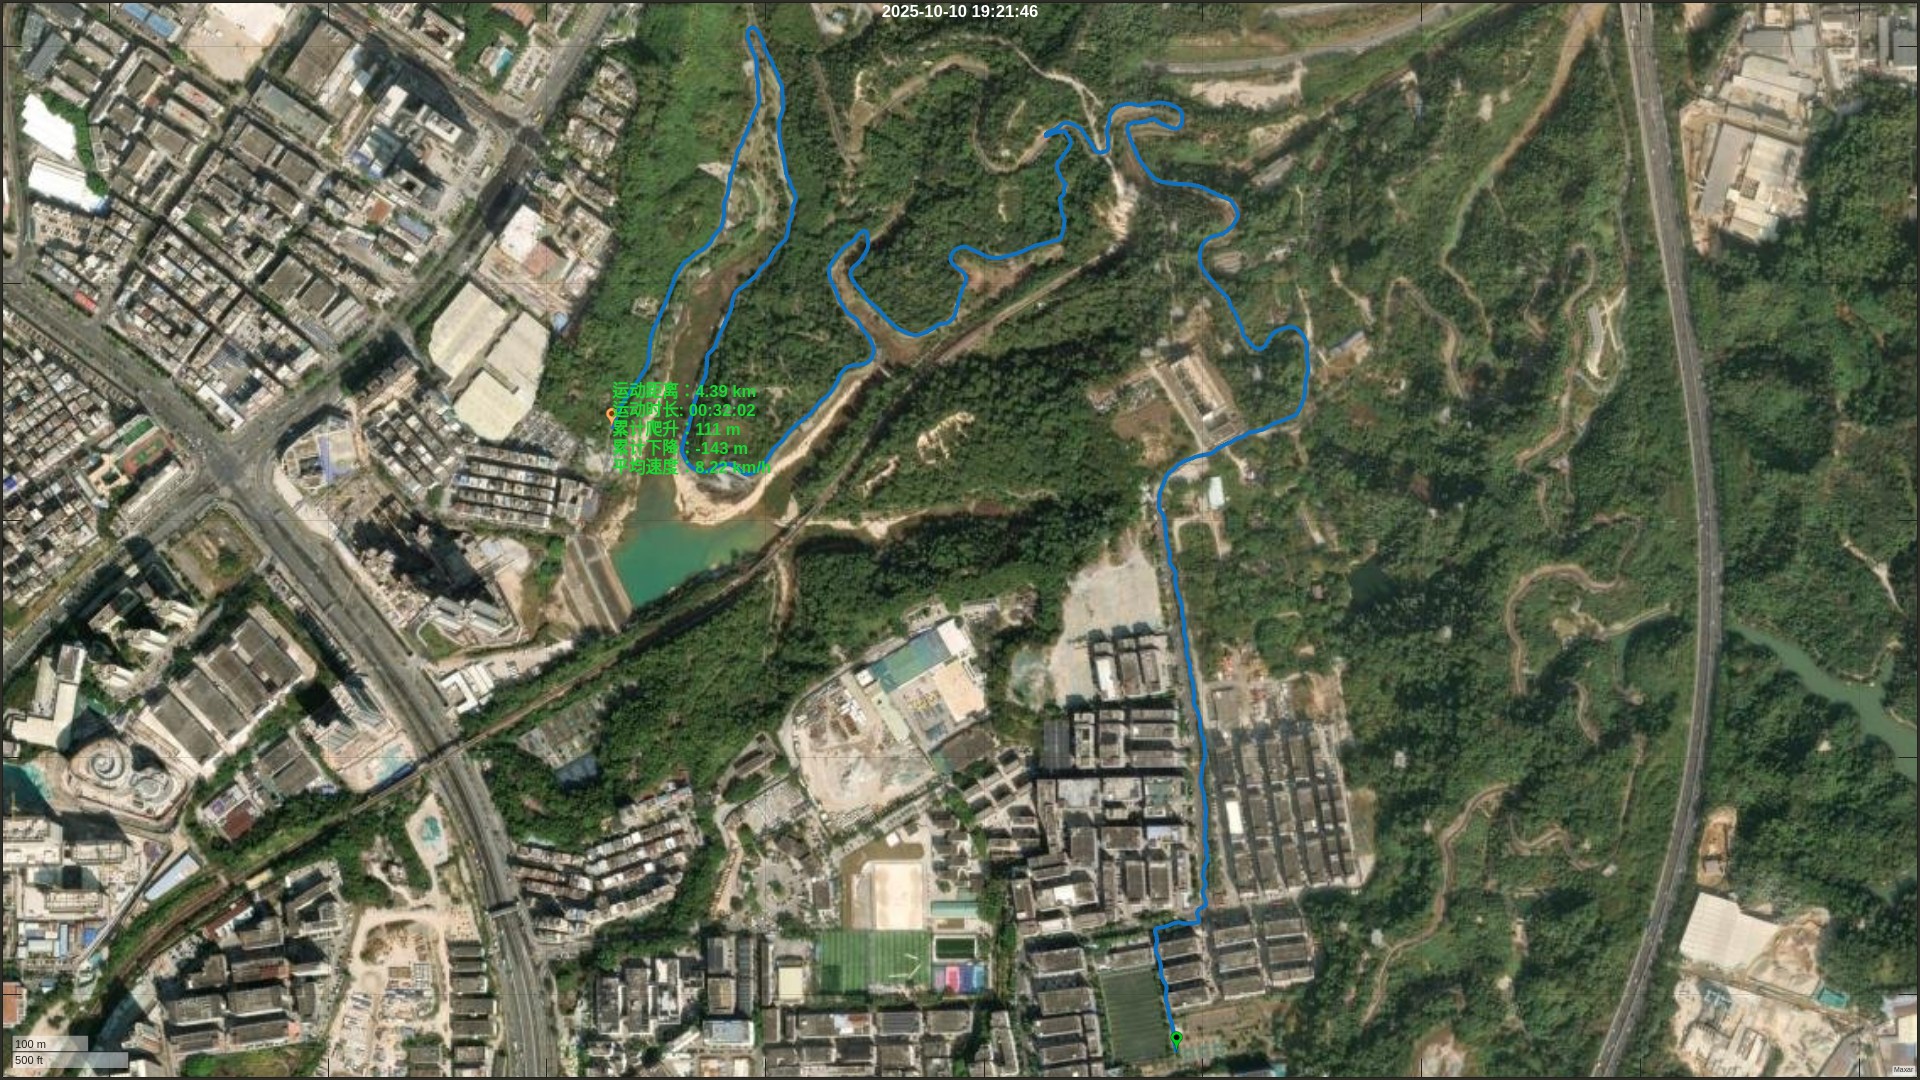 2025-10-10 19:21:46
运动距离：4.39 km
运动时长: 00:32:02
累计爬升：111 m
累计下降：-143 m
平均速度：8.22 km/h
100 m
500 ft
Maxar